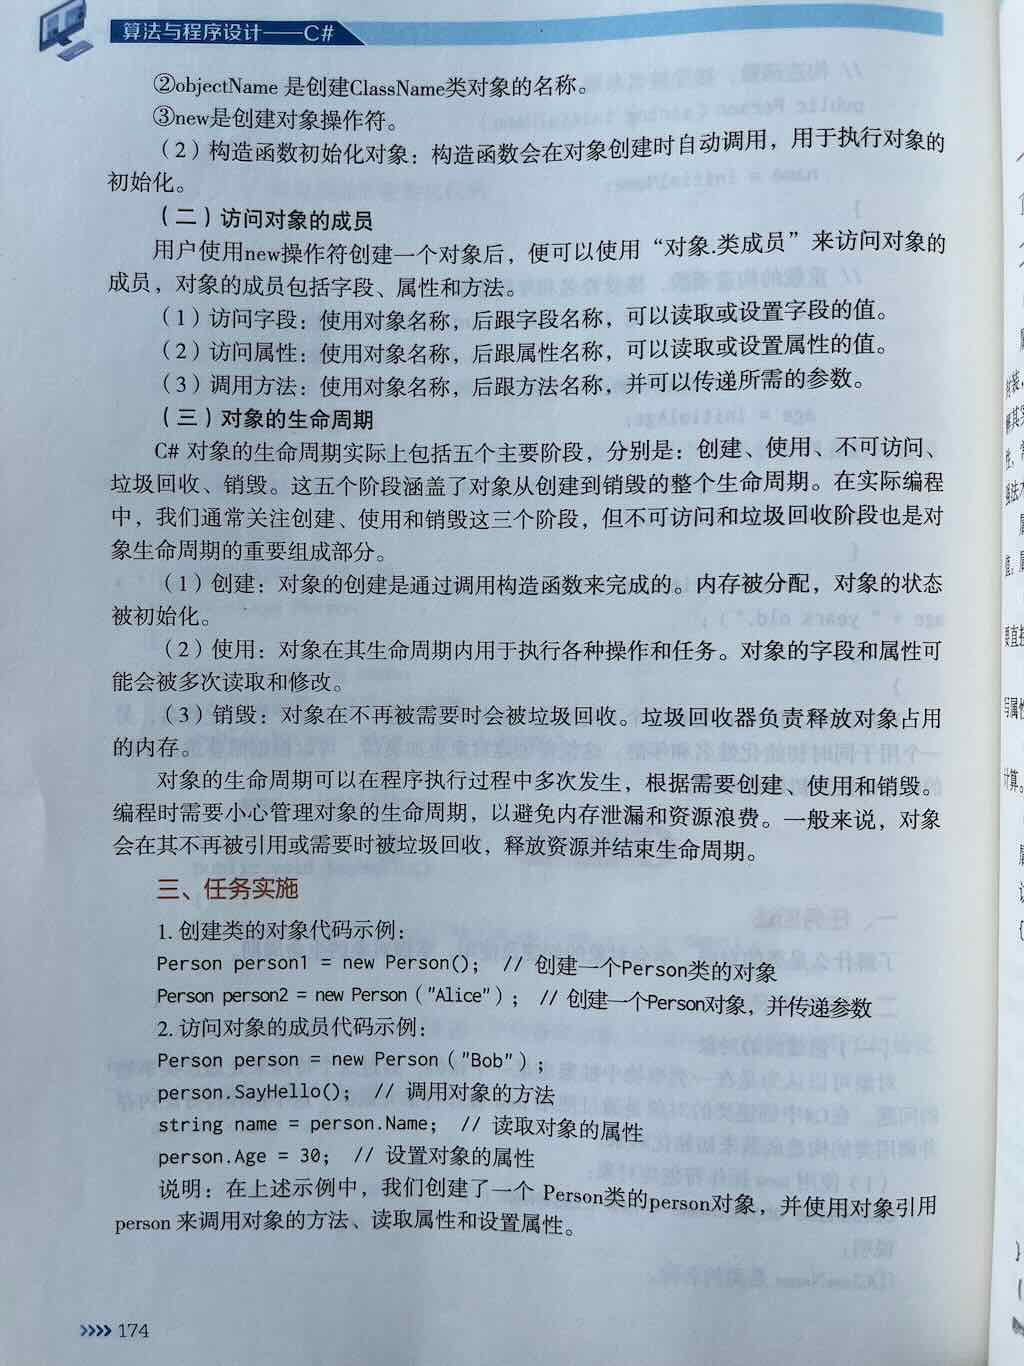 算法与程序设计——C#
②objectName 是创建ClassName类对象的名称。
③new是创建对象操作符。
（2）构造函数初始化对象：构造函数会在对象创建时自动调用，用于执行对象的
初始化。
（二）访问对象的成员
用户使用new操作符创建一个对象后，便可以使用“对象.类成员”来访问对象的
成员，对象的成员包括字段、属性和方法。
（1）访问字段：使用对象名称，后跟字段名称，可以读取或设置字段的值。
（2）访问属性：使用对象名称，后跟属性名称，可以读取或设置属性的值。
（3）调用方法：使用对象名称，后跟方法名称，并可以传递所需的参数。
（三）对象的生命周期
C# 对象的生命周期实际上包括五个主要阶段，分别是：创建、使用、不可访问、
垃圾回收、销毁。这五个阶段涵盖了对象从创建到销毁的整个生命周期。在实际编程
中，我们通常关注创建、使用和销毁这三个阶段，但不可访问和垃圾回收阶段也是对
象生命周期的重要组成部分。
（1）创建：对象的创建是通过调用构造函数来完成的。内存被分配，对象的状态
被初始化。
（2）使用：对象在其生命周期内用于执行各种操作和任务。对象的字段和属性可
能会被多次读取和修改。
（3）销毁：对象在不再被需要时会被垃圾回收。垃圾回收器负责释放对象占用
的内存。
对象的生命周期可以在程序执行过程中多次发生，根据需要创建、使用和销毁。
编程时需要小心管理对象的生命周期，以避免内存泄漏和资源浪费。一般来说，对象
会在其不再被引用或需要时被垃圾回收，释放资源并结束生命周期。
三、任务实施
1. 创建类的对象代码示例：
Person person1 = new Person(); // 创建一个Person类的对象
Person person2 = new Person（"Alice"）; // 创建一个Person对象，并传递参数
2. 访问对象的成员代码示例：
Person person = new Person（"Bob"）;
person.SayHello(); // 调用对象的方法
string name = person.Name; // 读取对象的属性
person.Age = 30; // 设置对象的属性
说明：在上述示例中，我们创建了一个 Person类的person对象，并使用对象引用
person 来调用对象的方法、读取属性和设置属性。
174